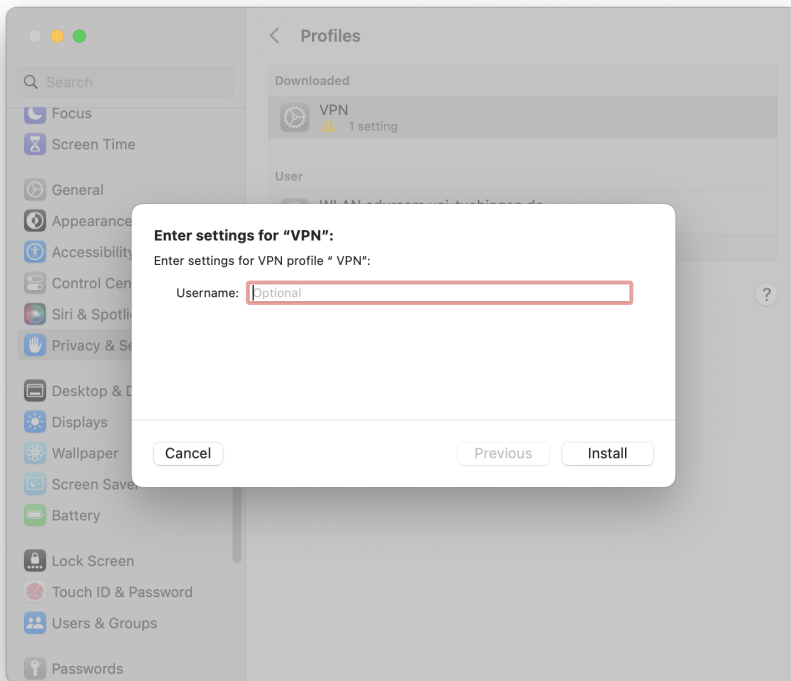 Profiles
Search
Downloaded
VPN
1 setting
User
Focus
Screen Time
General
Appearance
Accessibility
Control Cen
Siri & Spotli
Privacy & Se
Desktop & D
Displays
Wallpaper
Screen Saver
Battery
Lock Screen
Touch ID & Password
Users & Groups
Passwords
Enter settings for “VPN”:
Enter settings for VPN profile “ VPN”:
Username: Optional
Cancel
Previous
Install
?